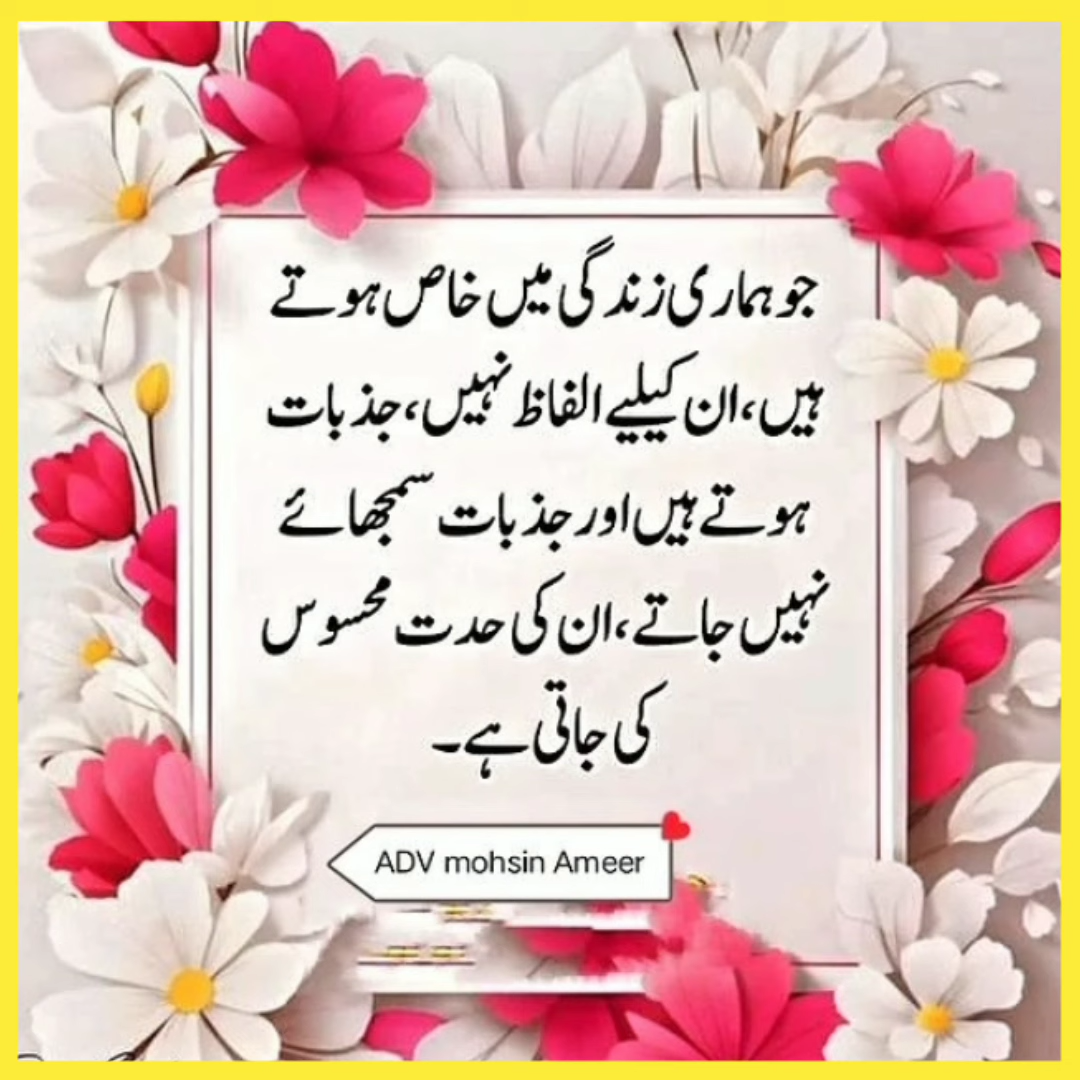 جو ہماری زندگی میں خاص ہوتے
ہیں، ان کیلیے الفاظ نہیں، جذبات
ہوتے ہیں اور جذبات سمجھائے
نہیں جاتے، ان کی حدت محسوس
کی جاتی ہے۔
ADV mohsin Ameer